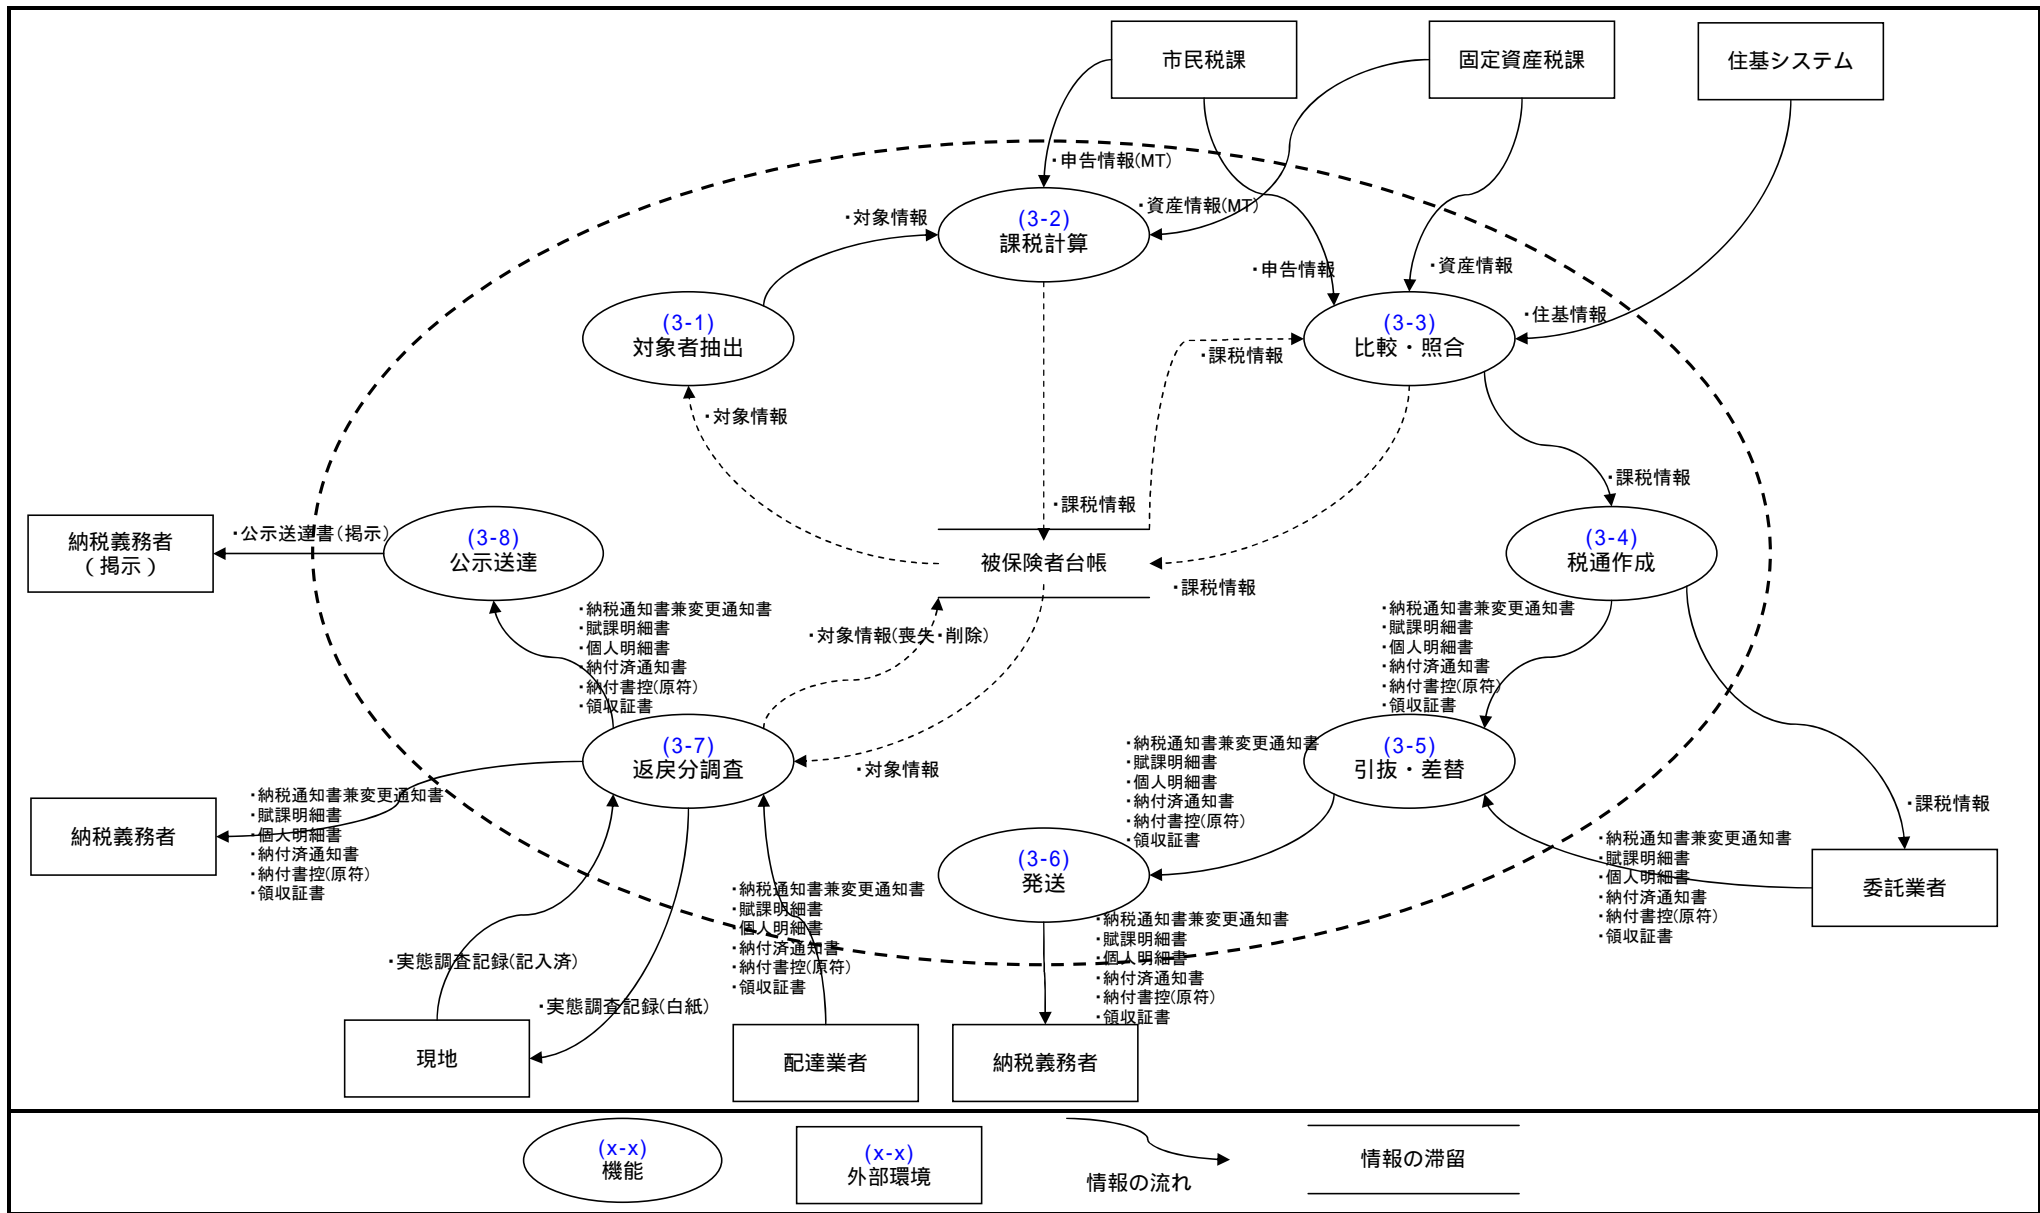 市民税課
固定資産税課
住基システム
・申告情報(MT)
・資産情報(MT)
・対象情報
(3-2)
課税計算
・申告情報
・資産情報
・住基情報
(3-1)
対象者抽出
(3-3)
比較・照合
・課税情報
・対象情報
・課税情報
・課税情報
納税義務者
(掲示)
・公示送達書(掲示)
(3-8)
公示送達
被保険者台帳
・課税情報
(3-4)
税通作成
・納税通知書兼変更通知書
・賦課明細書
・個人明細書
・納付済通知書
・納付書控(原符)
・領収証書
・対象情報(喪失・削除)
・納税通知書兼変更通知書
・賦課明細書
・個人明細書
・納付済通知書
・納付書控(原符)
・領収証書
(3-7)
返戻分調査
・対象情報
・納税通知書兼変更通知書
・賦課明細書
・個人明細書
・納付済通知書
・納付書控(原符)
・領収証書
(3-5)
引抜・差替
納税義務者
・納税通知書兼変更通知書
・賦課明細書
・個人明細書
・納付済通知書
・納付書控(原符)
・領収証書
(3-6)
発送
・課税情報
・納税通知書兼変更通知書
・賦課明細書
・個人明細書
・納付済通知書
・納付書控(原符)
・領収証書
委託業者
・納税通知書兼変更通知書
・賦課明細書
・個人明細書
・納付済通知書
・納付書控(原符)
・領収証書
・納税通知書兼変更通知書
・賦課明細書
・個人明細書
・納付済通知書
・納付書控(原符)
・領収証書
・実態調査記録(記入済)
・実態調査記録(白紙)
現地
配達業者
納税義務者
(x-x)
機能
(x-x)
外部環境
情報の流れ
情報の滞留